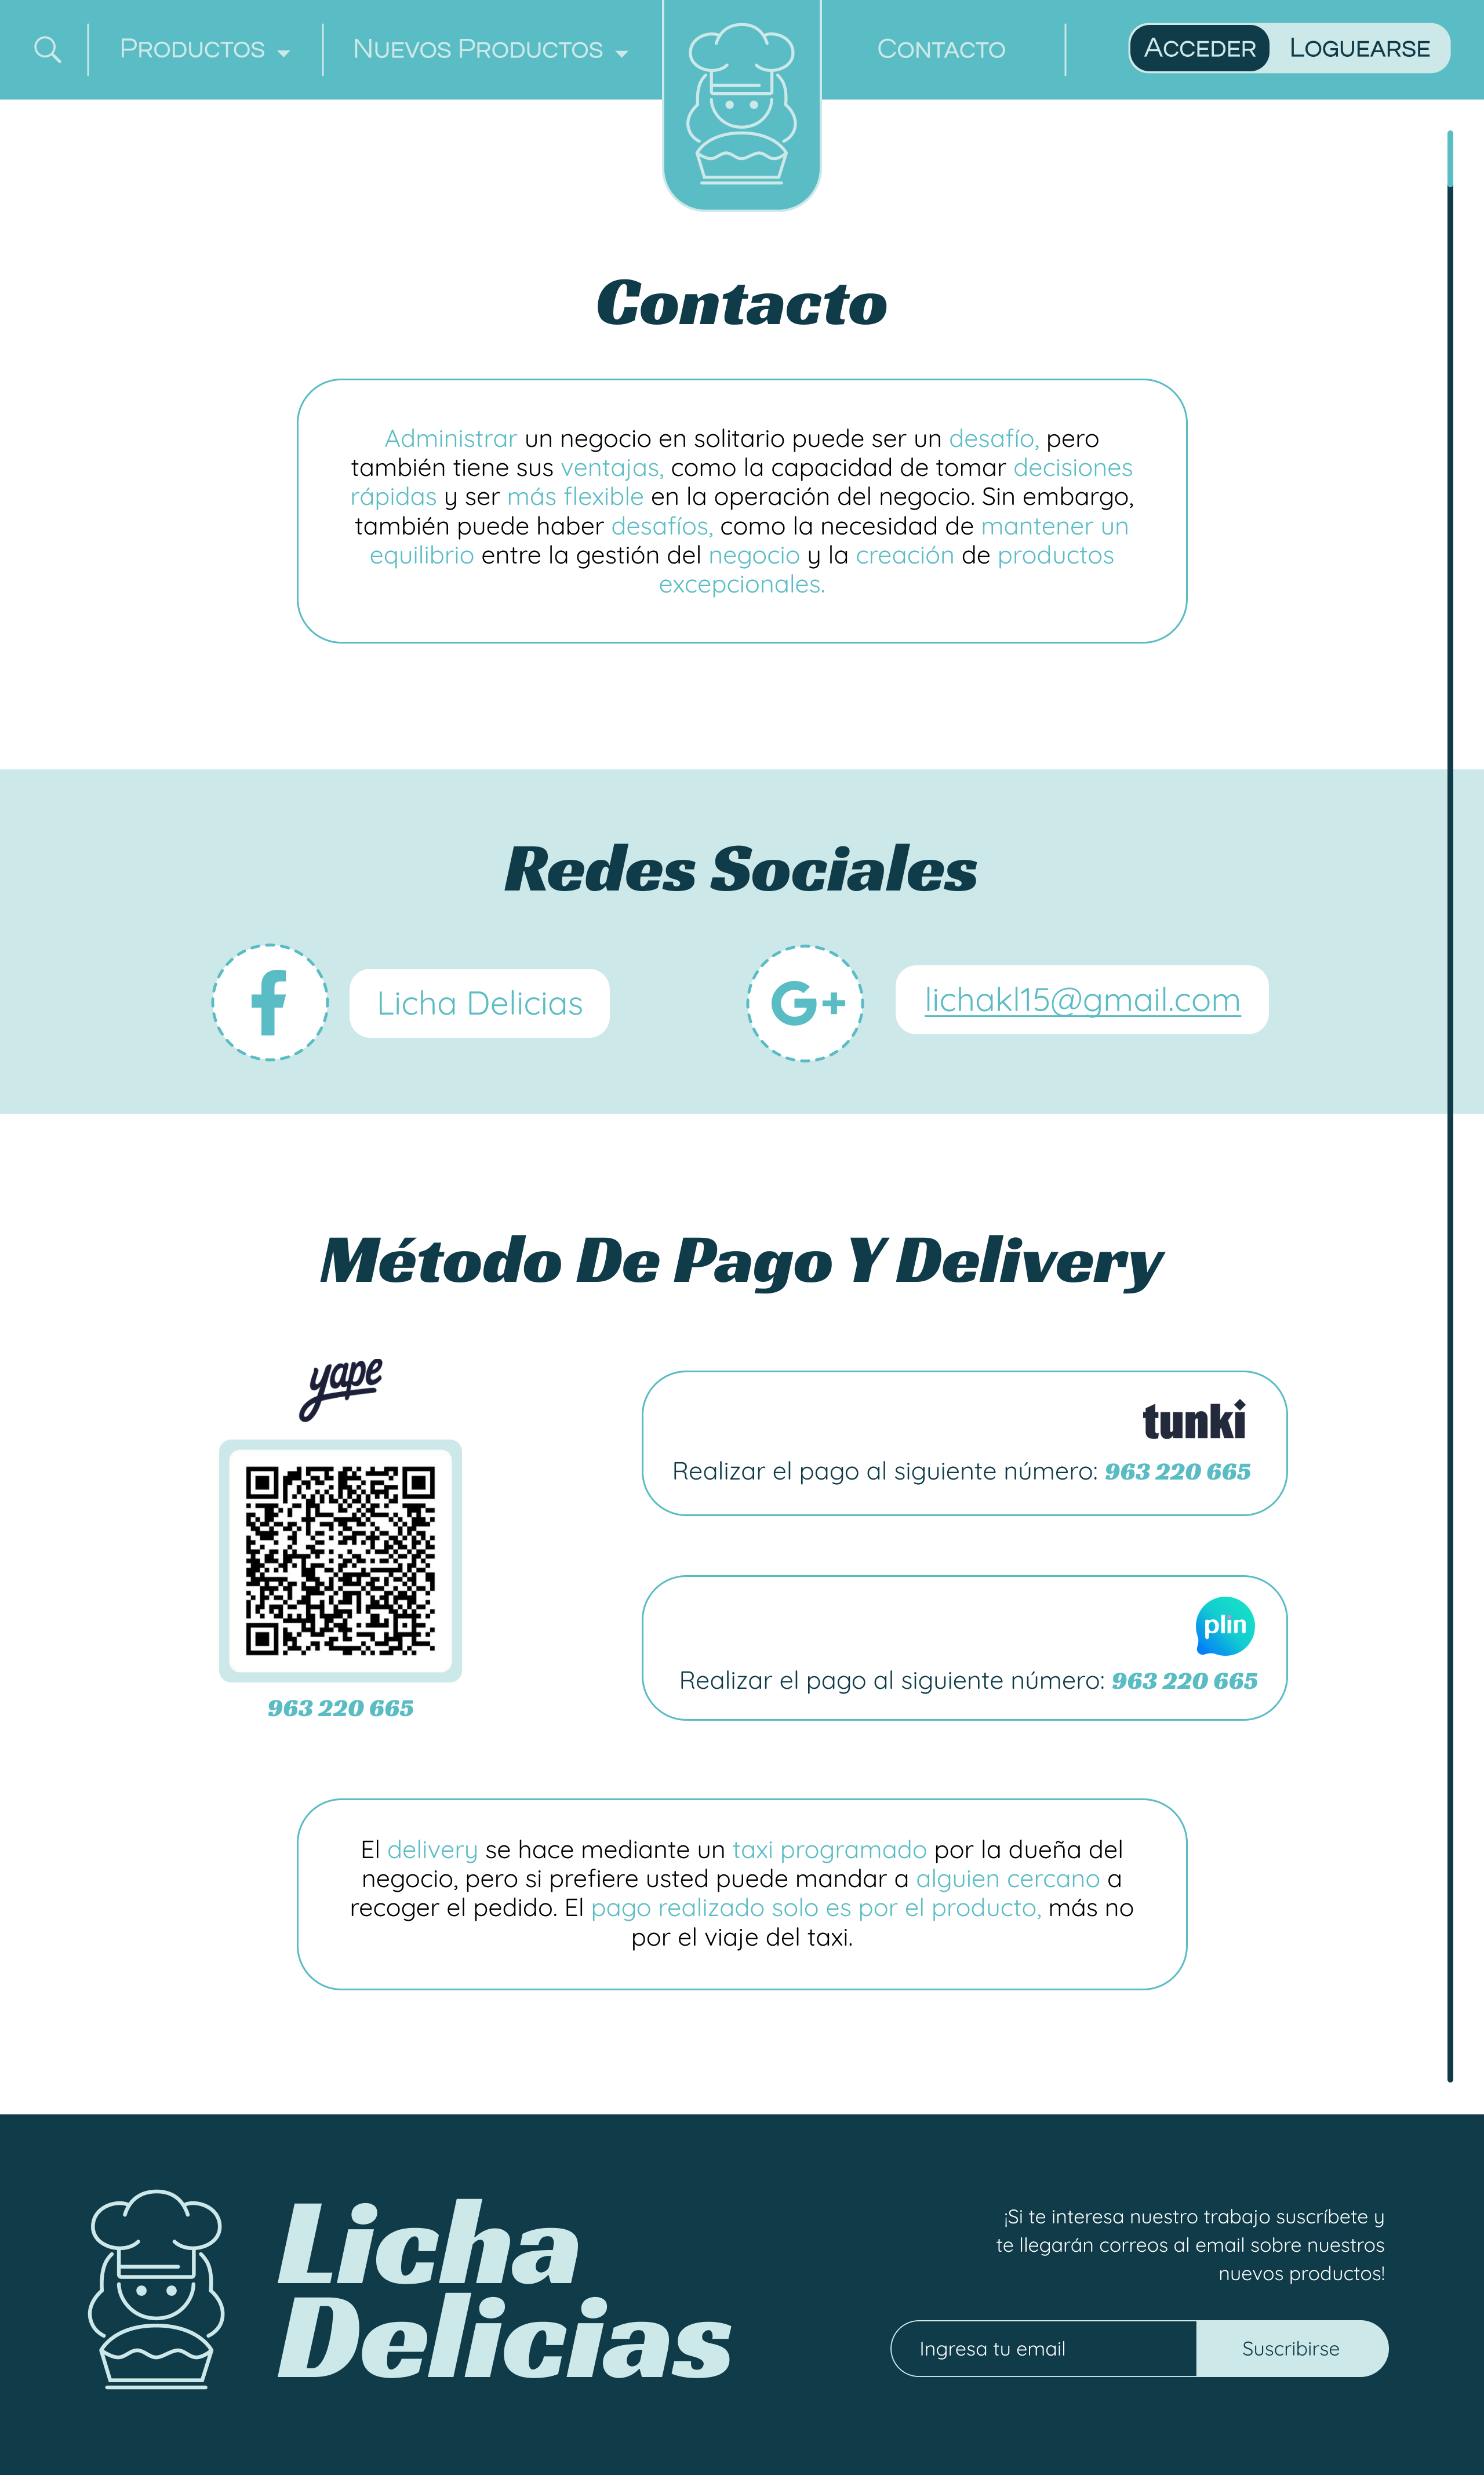 PRODUCTOS
NUEVOS PRODUCTOS
CONTACTO
ACCEDER
LOGUEARSE
Contacto
Administrar un negocio en solitario puede ser un desafío, pero
también tiene sus ventajas, como la capacidad de tomar decisiones
rápidas y ser más flexible en la operación del negocio. Sin embargo,
también puede haber desafíos, como la necesidad de mantener un
equilibrio entre la gestión del negocio y la creación de productos
excepcionales.
Redes Sociales
Licha Delicias
G+
lichakl15@gmail.com
Método De Pago Y Delivery
yape
963 220 665
tunki
Realizar el pago al siguiente número: 963 220 665
plin
Realizar el pago al siguiente número: 963 220 665
El delivery se hace mediante un taxi programado por la dueña del
negocio, pero si prefiere usted puede mandar a alguien cercano a
recoger el pedido. El pago realizado solo es por el producto, más no
por el viaje del taxi.
Licha
Delicias
¡Si te interesa nuestro trabajo suscríbete y
te llegarán correos al email sobre nuestros
nuevos productos!
Ingresa tu email
Suscribirse